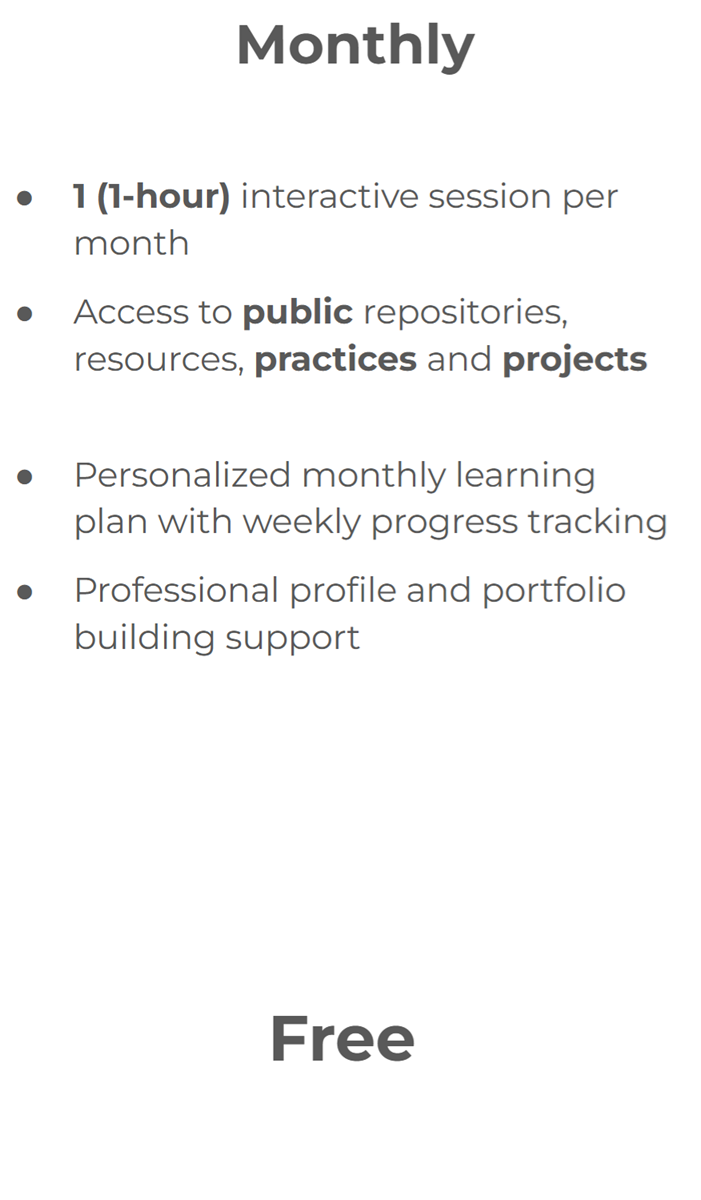 Monthly
● 1 (1-hour) interactive session per
month
● Access to public repositories,
resources, practices and projects
● Personalized monthly learning
plan with weekly progress tracking
● Professional profile and portfolio
building support
Free